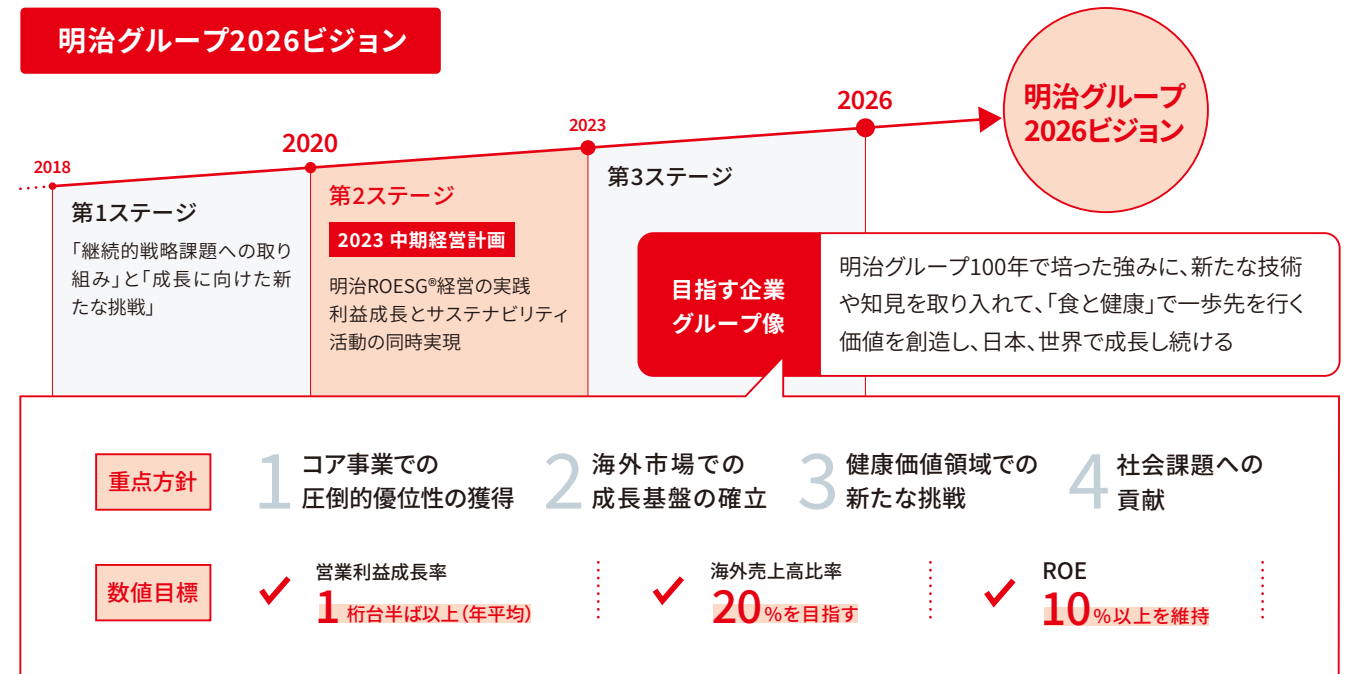 明治グループ2026ビジョン
2018
2020
2023
2026
明治グループ
2026ビジョン
第1ステージ
「継続的戦略課題への取り
組み」と「成長に向けた新
たな挑戦」
第2ステージ
2023 中期経営計画
明治ROESG®経営の実践
利益成長とサステナビリティ
活動の同時実現
第3ステージ
目指す企業
グループ像
明治グループ100年で培った強みに、新たな技術
や知見を取り入れて、「食と健康」で一歩先を行く
価値を創造し、日本、世界で成長し続ける
重点方針
1 コア事業での
圧倒的優位性の獲得
2 海外市場での
成長基盤の確立
3 健康価値領域での
新たな挑戦
4 社会課題への
貢献
数値目標
営業利益成長率
1桁台半ば以上（年平均）
海外売上高比率
20%を目指す
ROE
10%以上を維持